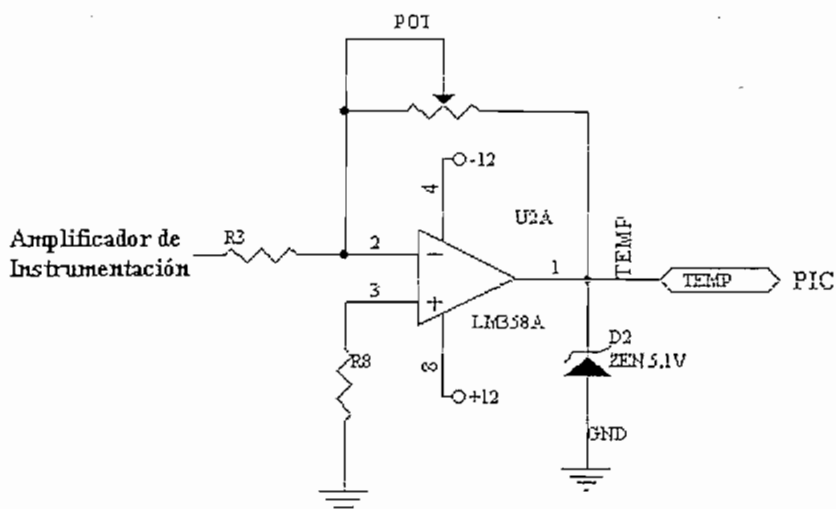 POT
-12
4
U2A
Amplificador de
Instrumentación
R3
2
1
TEMP
TEMP
PIC
3
LM358A
D2
ZEN 5.1V
R8
8
+12
GND